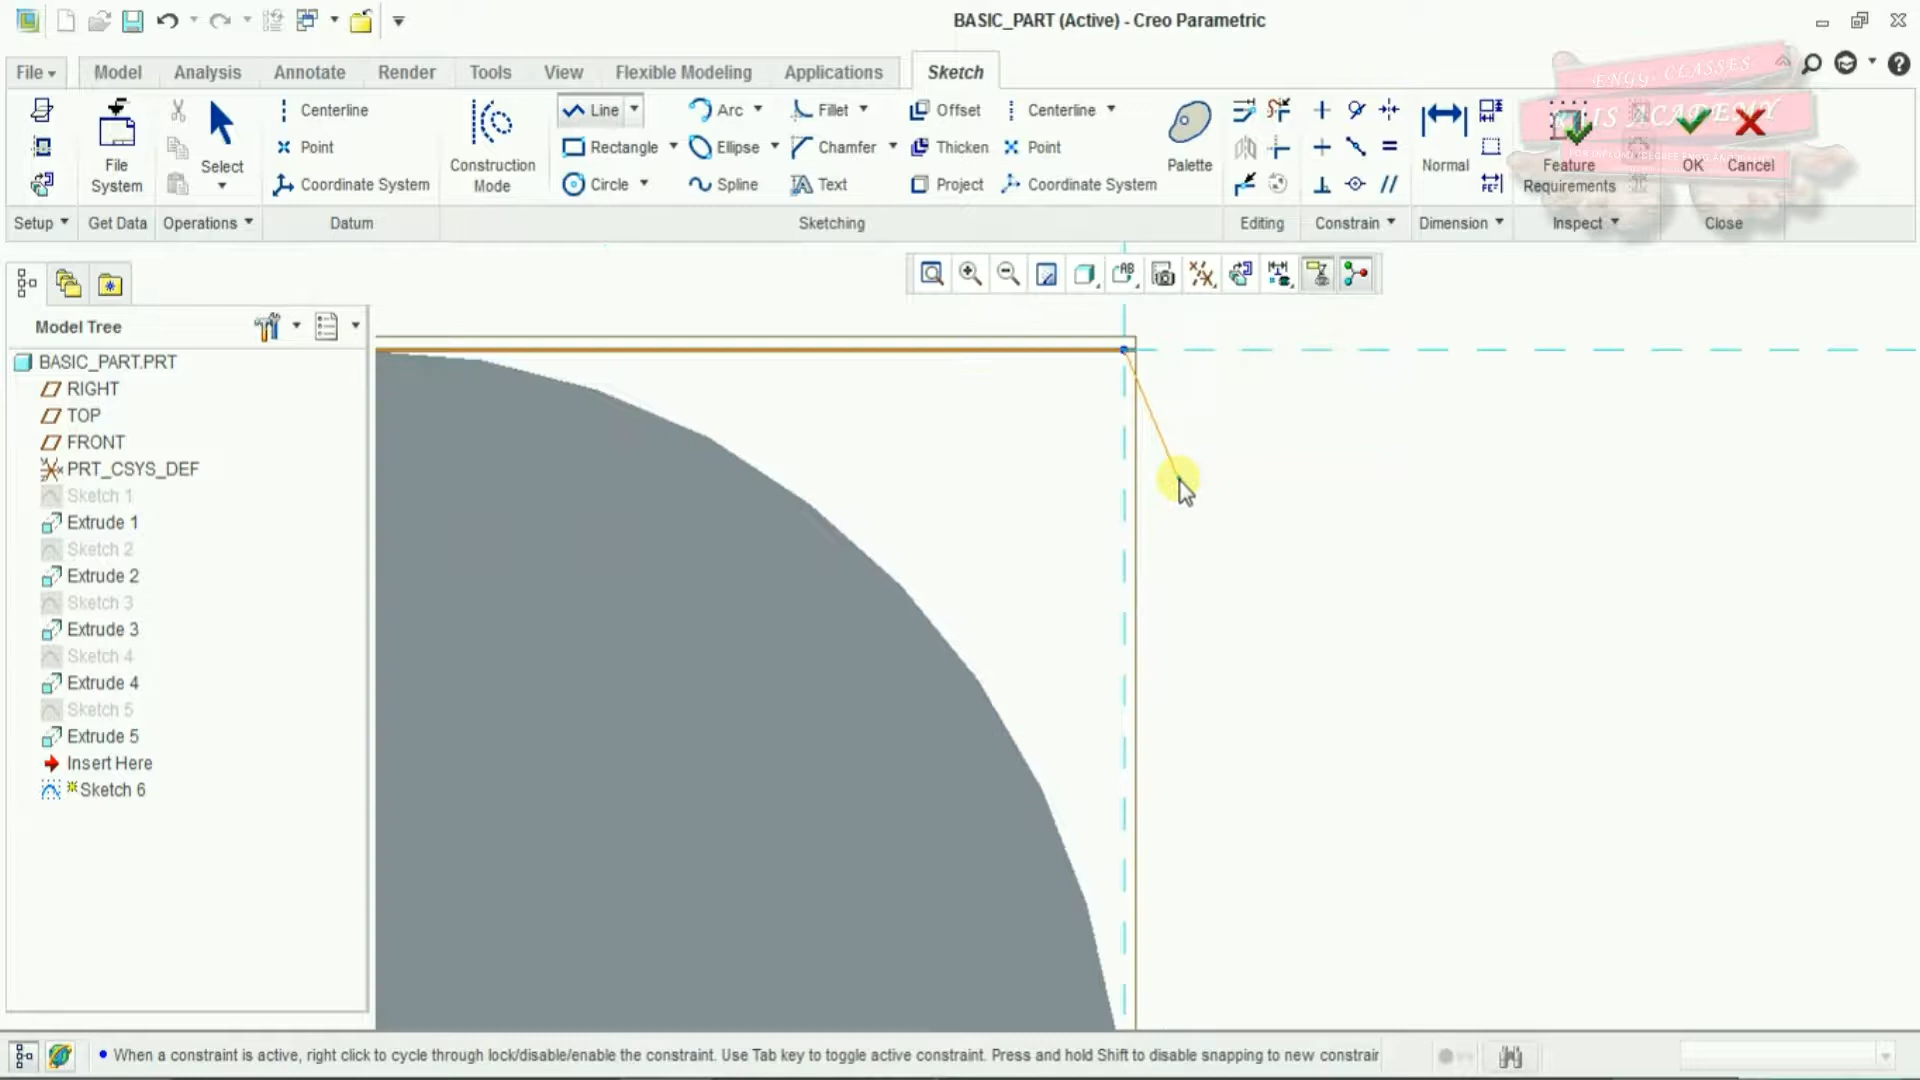 BASIC_PART (Active) - Creo Parametric
File
Model
Analysis
Annotate
Render
Tools
View
Flexible Modeling
Applications
Sketch
ENGG CLASSES
ACADEMY
File
System
Select
Centerline
Point
Coordinate System
Construction
Mode
Line
Rectangle
Circle
Arc
Ellipse
Spline
Fillet
Chamfer
Text
Offset
Thicken
Project
Centerline
Point
Coordinate System
Palette
Normal
Feature
Requirements
OK
Cancel
Setup
Get Data
Operations
Datum
Sketching
Editing
Constrain
Dimension
Inspect
Close
Model Tree
BASIC_PART.PRT
RIGHT
TOP
FRONT
PRT_CSYS_DEF
Sketch 1
Extrude 1
Sketch 2
Extrude 2
Sketch 3
Extrude 3
Sketch 4
Extrude 4
Sketch 5
Extrude 5
Insert Here
Sketch 6
When a constraint is active, right click to cycle through lock/disable/enable the constraint. Use Tab key to toggle active constraint. Press and hold Shift to disable snapping to new constrain